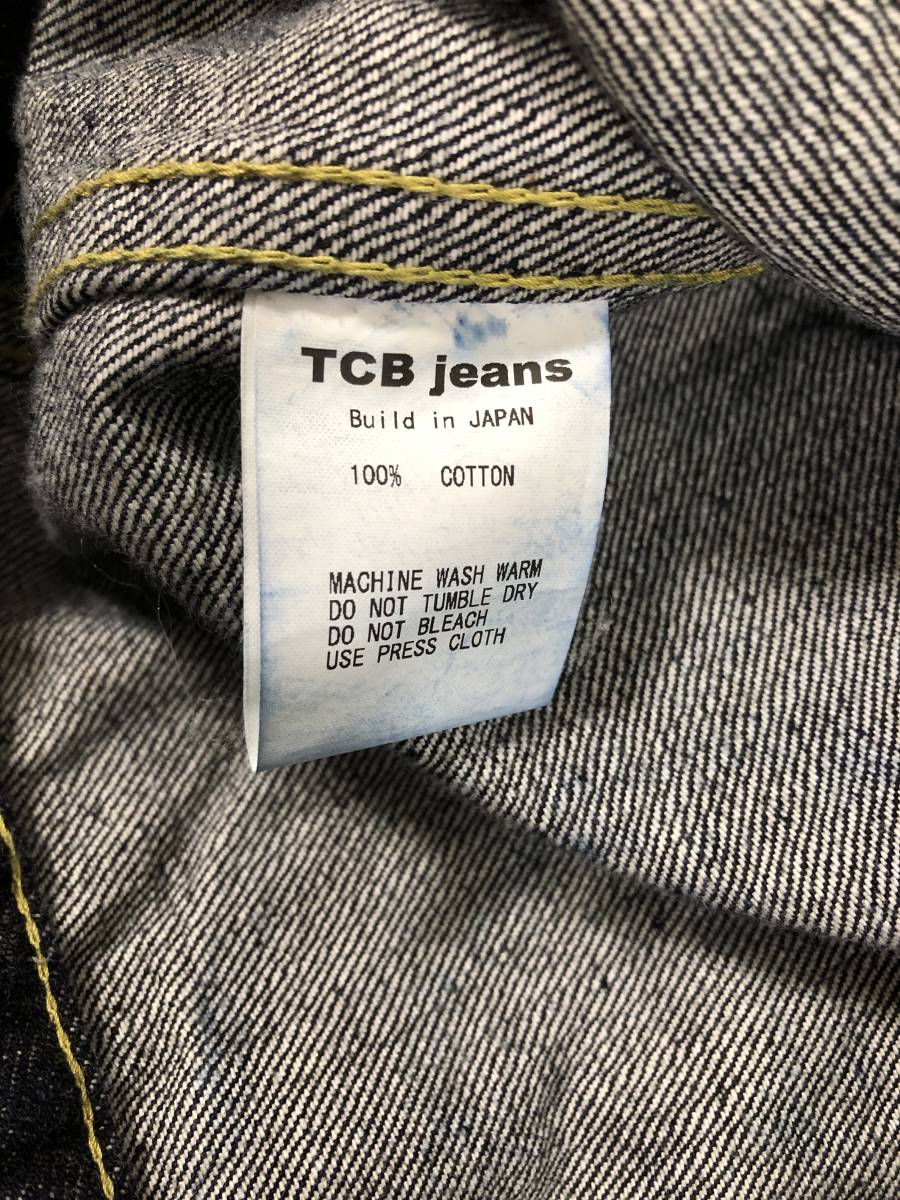 TCB jeans
Build in JAPAN
100% COTTON
MACHINE WASH WARM
DO NOT TUMBLE DRY
DO NOT BLEACH
USE PRESS CLOTH